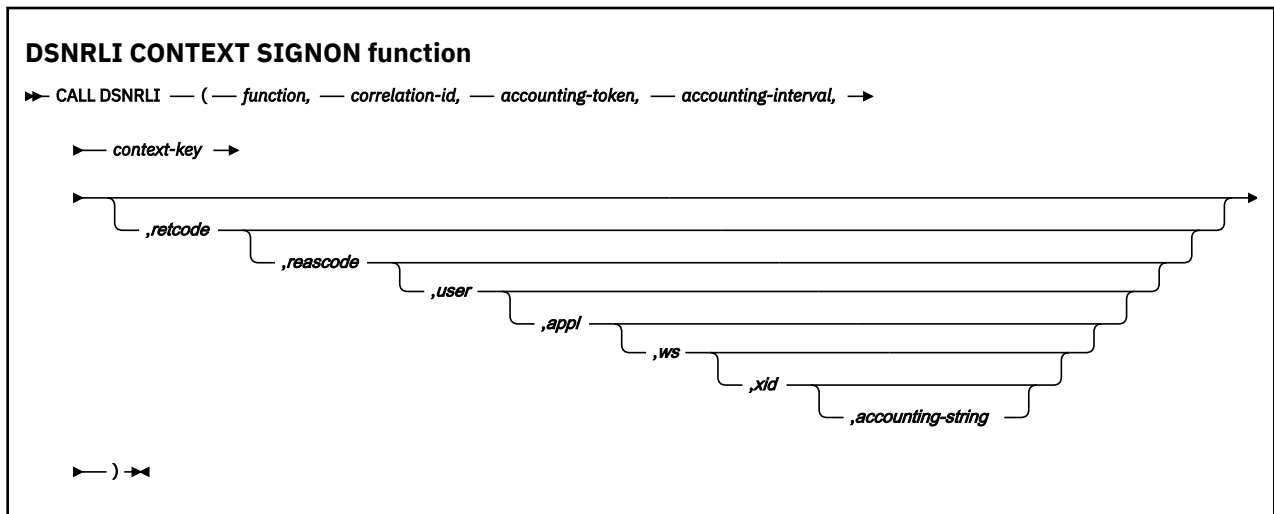 DSNRLI CONTEXT SIGNON function
CALL DSNRLI ( function, correlation-id, accounting-token, accounting-interval,
context-key
,retcode
,reascode
,user
,appl
,ws
,xid
,accounting-string
)